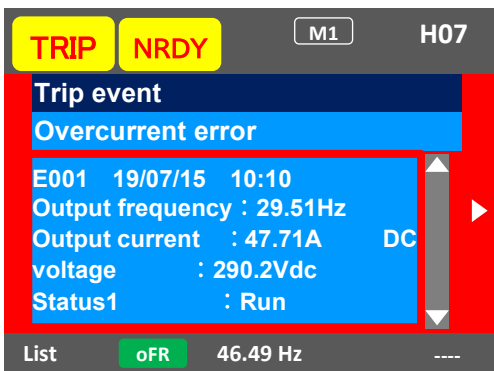 TRIP NRDY M1 H07
Trip event
Overcurrent error
E001 19/07/15 10:10
Output frequency：29.51Hz
Output current ：47.71A DC
voltage ：290.2Vdc
Status1 ：Run
List oFR 46.49 Hz ----